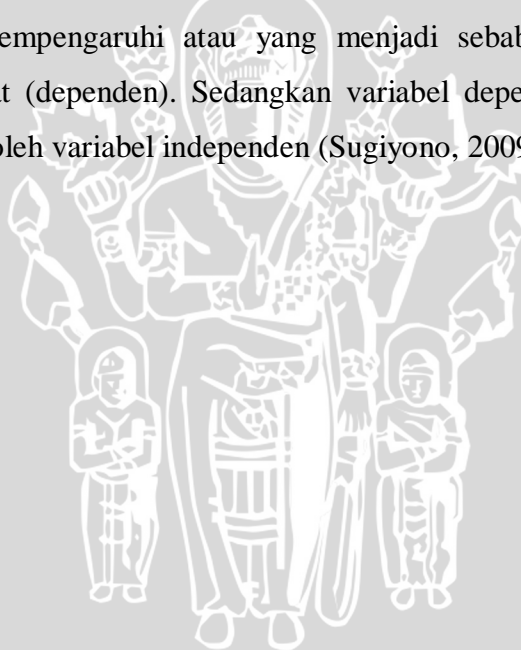 empengaruhi atau yang menjadi sebab
t (dependen). Sedangkan variabel depe
oleh variabel independen (Sugiyono, 2009